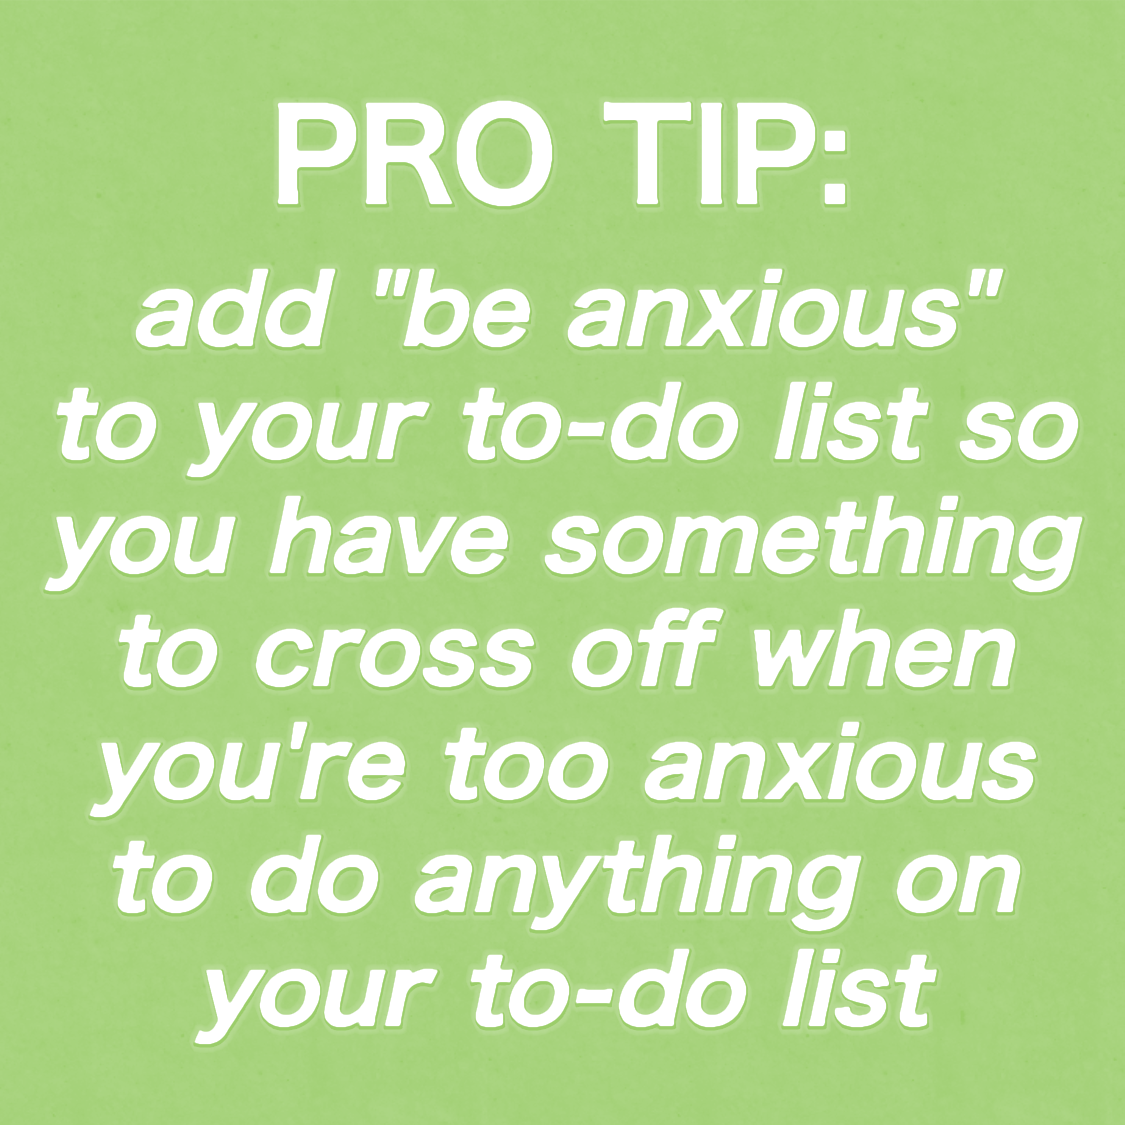 PRO TIP:
add "be anxious"
to your to-do list so
you have something
to cross off when
you're too anxious
to do anything on
your to-do list